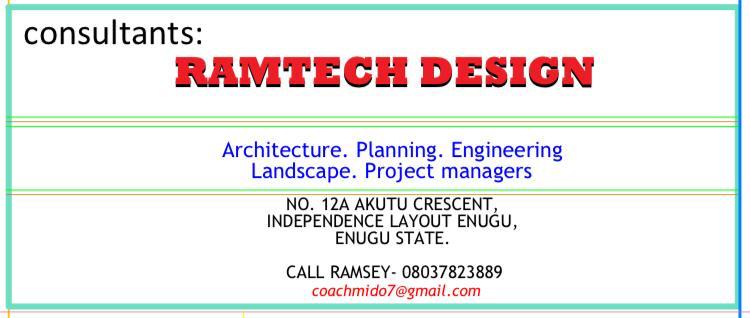 consultants:
RAMTECH DESIGN
Architecture. Planning. Engineering
Landscape. Project managers
NO. 12A AKUTU CRESCENT,
INDEPENDENCE LAYOUT ENUGU,
ENUGU STATE.
CALL RAMSEY- 08037823889
coachmido7@gmail.com